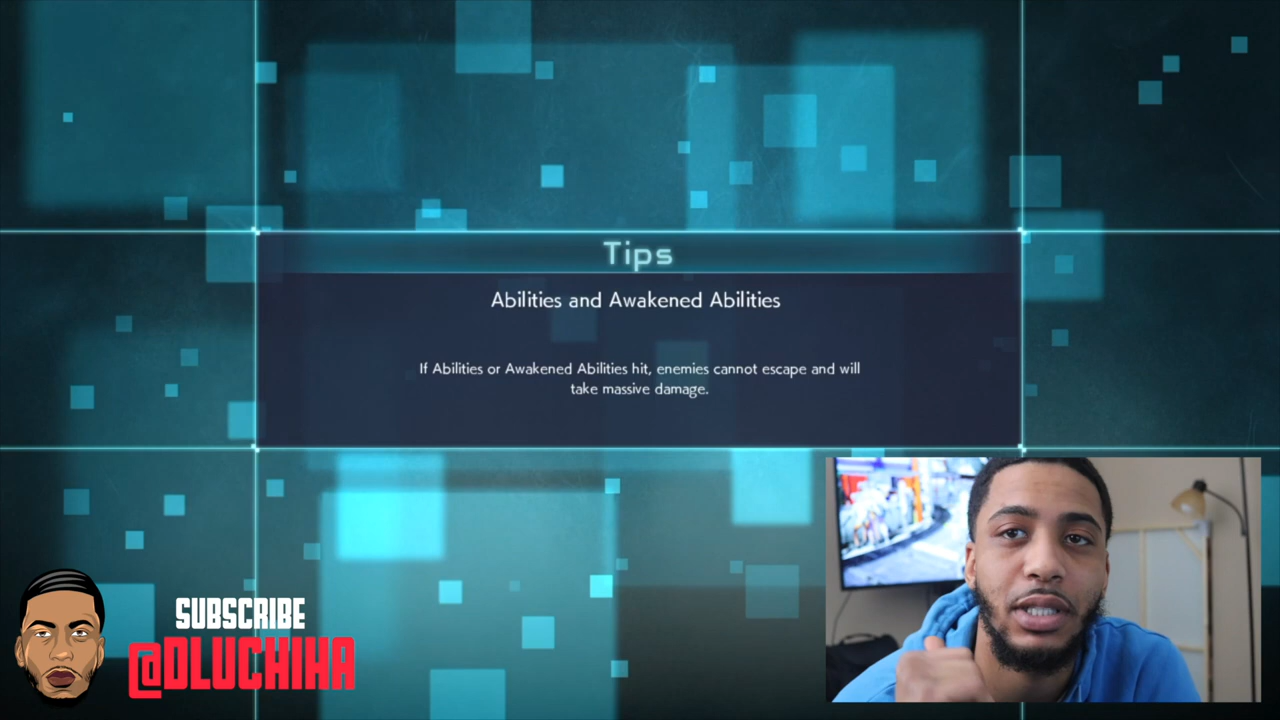 Tips
Abilities and Awakened Abilities
If Abilities or Awakened Abilities hit, enemies cannot escape and will
take massive damage.
SUBSCRIBE
@DLUCHIHA